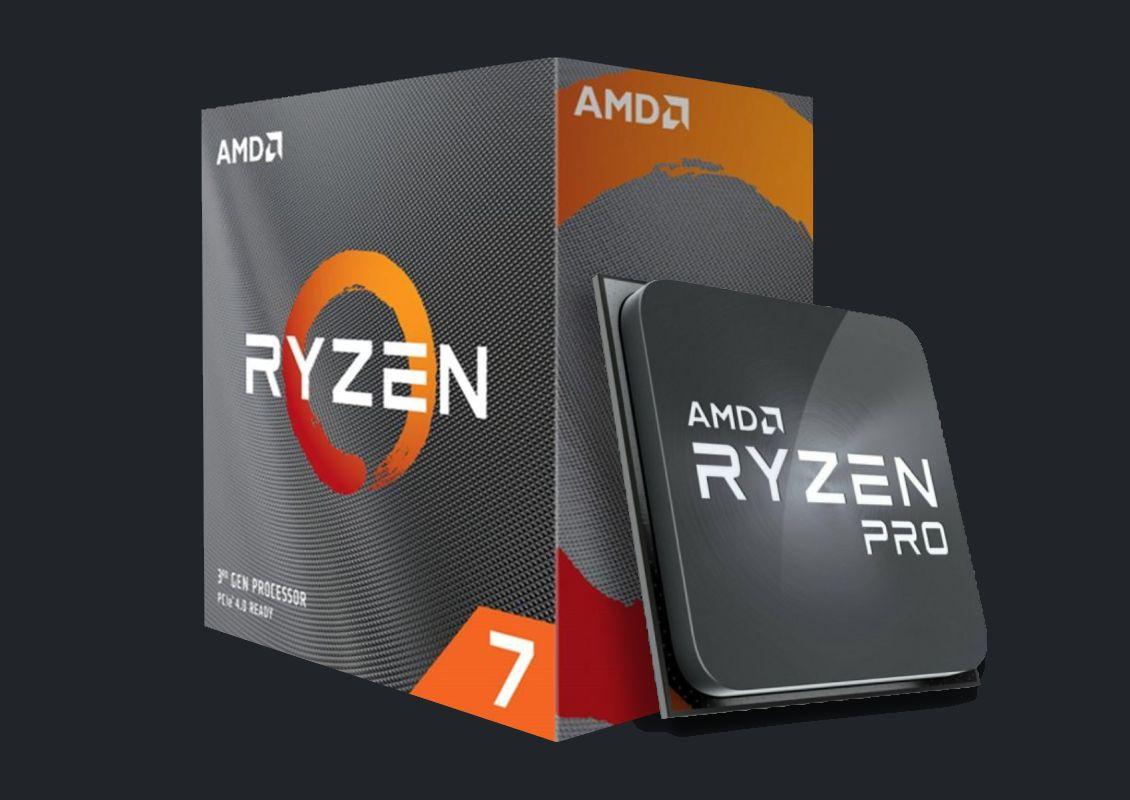 AMD
RYZEN
3rd GEN PROCESSOR
PCIe® 4.0 READY
7
AMD
AMD
RYZEN
PRO